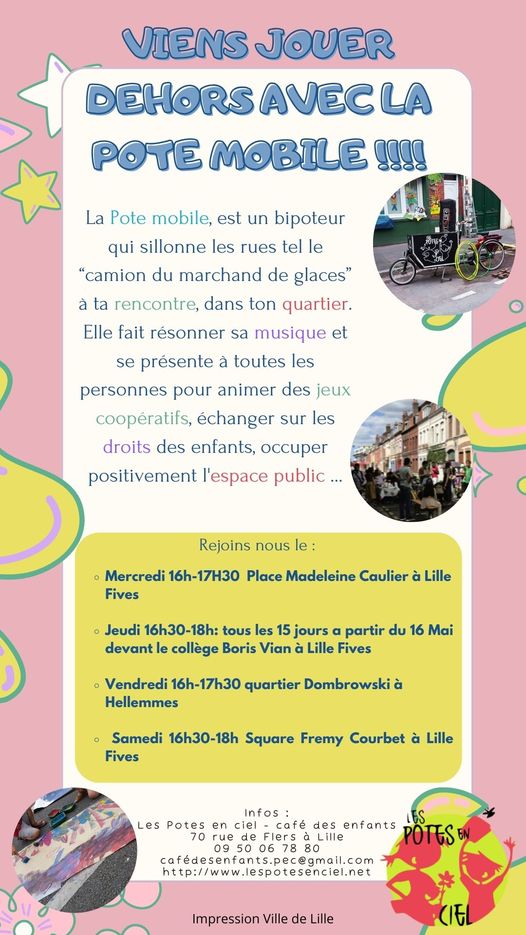 VIENS JOUER
DEHORS AVEC LA
POTE MOBILE !!!!
La Pote mobile, est un bipoteur
qui sillonne les rues tel le
“camion du marchand de glaces”
à ta rencontre, dans ton quartier.
Elle fait résonner sa musique et
se présente à toutes les
personnes pour animer des jeux
coopératifs, échanger sur les
droits des enfants, occuper
positivement l'espace public ...
Rejoins nous le :
Mercredi 16h-17H30 Place Madeleine Caulier à Lille
Fives
Jeudi 16h30-18h: tous les 15 jours a partir du 16 Mai
devant le collège Boris Vian à Lille Fives
Vendredi 16h-17h30 quartier Dombrowski à
Hellemmes
Samedi 16h30-18h Square Fremy Courbet à Lille
Fives
Infos :
Les Potes en ciel - café des enfants
70 rue de Flers à Lille
09 50 06 78 80
cafédesenfants.pec@gmail.com
http://www.lespotesenciel.net
LES
POTES EN
CIEL
Impression Ville de Lille